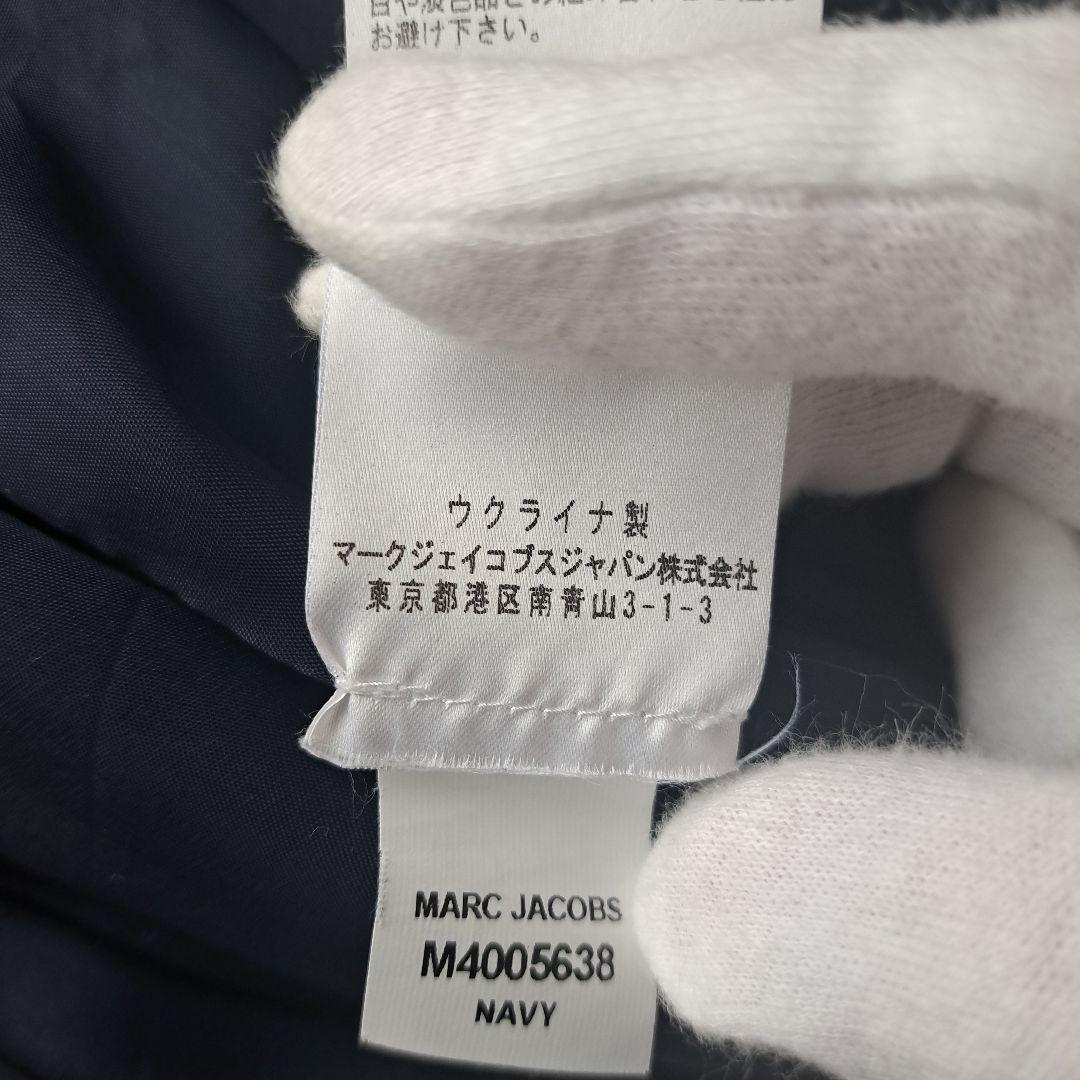 お避け下さい。
ウクライナ製
マークジェイコブスジャパン株式会社
東京都港区南青山3-1-3
MARC JACOBS
M4005638
NAVY